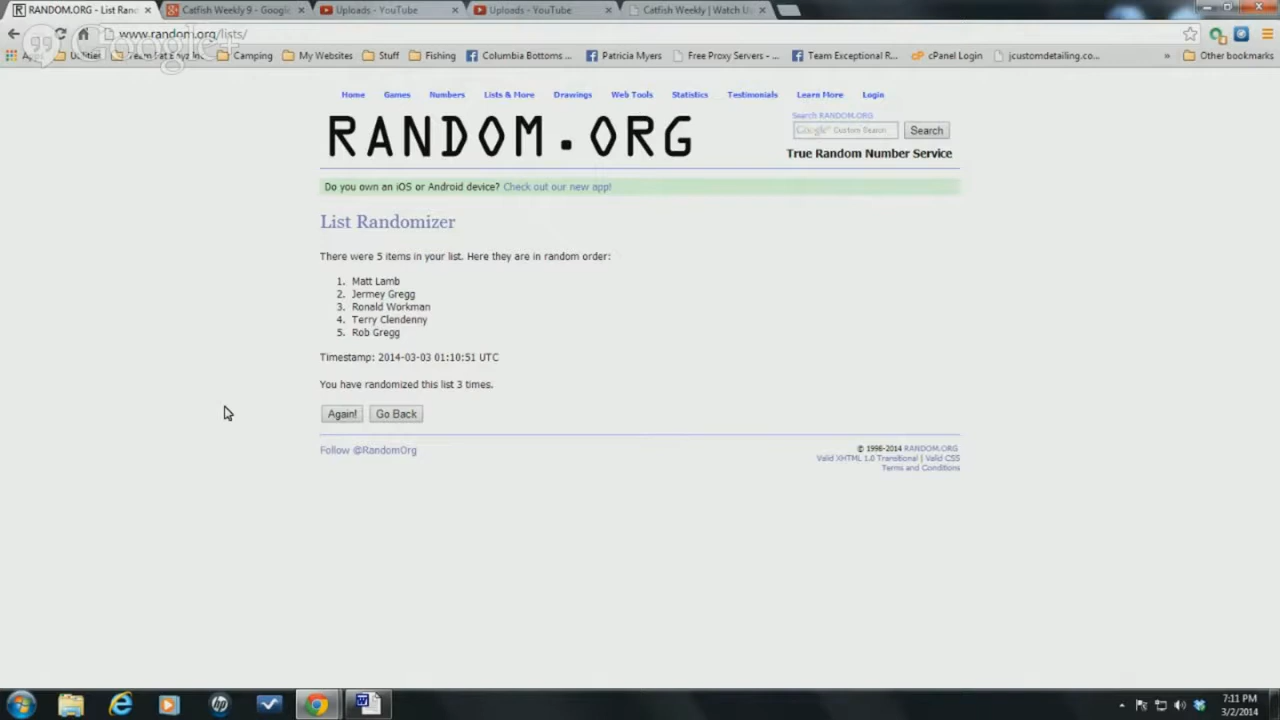 RANDOM.ORG - List Rand
Catfish Weekly 9 - Google
Uploads - YouTube
Uploads - YouTube
Catfish Weekly | Watch U
www.random.org/lists/
Google+
Camping
My Websites
Stuff
Fishing
Columbia Bottoms ...
Patricia Myers
Free Proxy Servers - ...
Team Exceptional R...
cPanel Login
jcustomdetailing.co...
»
Other bookmarks
Home
Games
Numbers
Lists & More
Drawings
Web Tools
Statistics
Testimonials
Learn More
Login
Search RANDOM.ORG
RANDOM.ORG
Google™ Custom Search
Search
True Random Number Service
Do you own an iOS or Android device? Check out our new app!
List Randomizer
There were 5 items in your list. Here they are in random order:
1. Matt Lamb
2. Jermey Gregg
3. Ronald Workman
4. Terry Clendenny
5. Rob Gregg
Timestamp: 2014-03-03 01:10:51 UTC
You have randomized this list 3 times.
Again!
Go Back
Follow @RandomOrg
© 1998-2014 RANDOM.ORG
Valid XHTML 1.0 Transitional | Valid CSS
Terms and Conditions
7:11 PM
3/2/2014